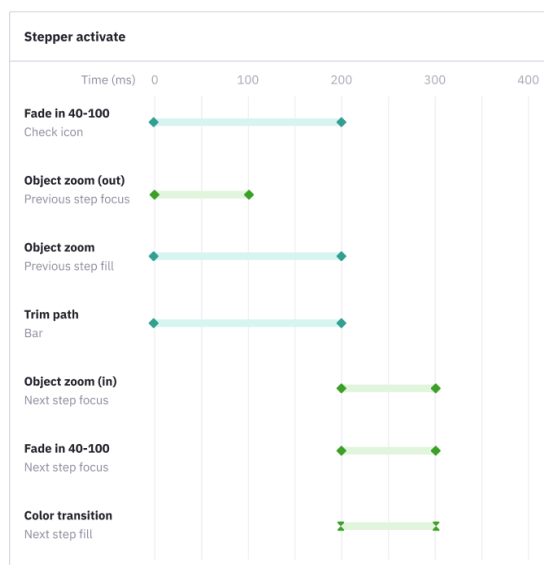 Stepper activate
Time (ms) 0 100 200 300 400
Fade in 40-100
Check icon
Object zoom (out)
Previous step focus
Object zoom
Previous step fill
Trim path
Bar
Object zoom (in)
Next step focus
Fade in 40-100
Next step focus
Color transition
Next step fill